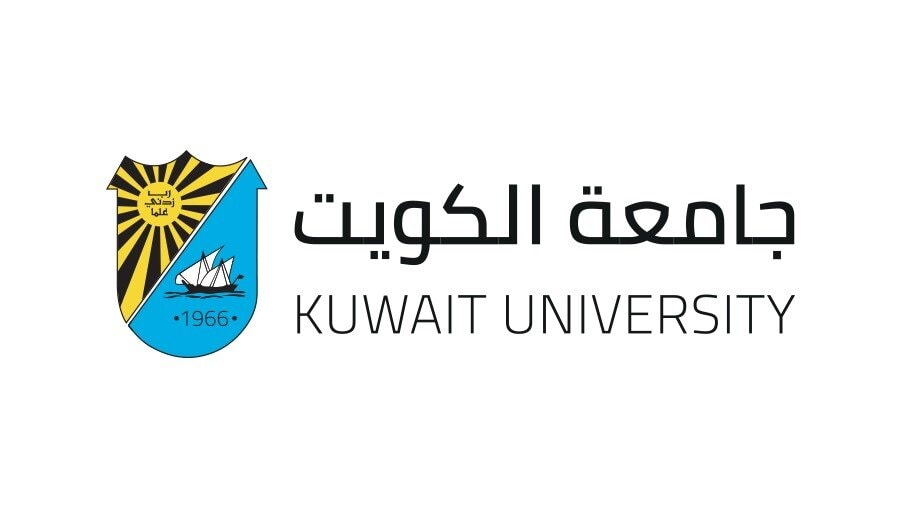 رب
زدني
علما
•1966•
جامعة الكويت
KUWAIT UNIVERSITY